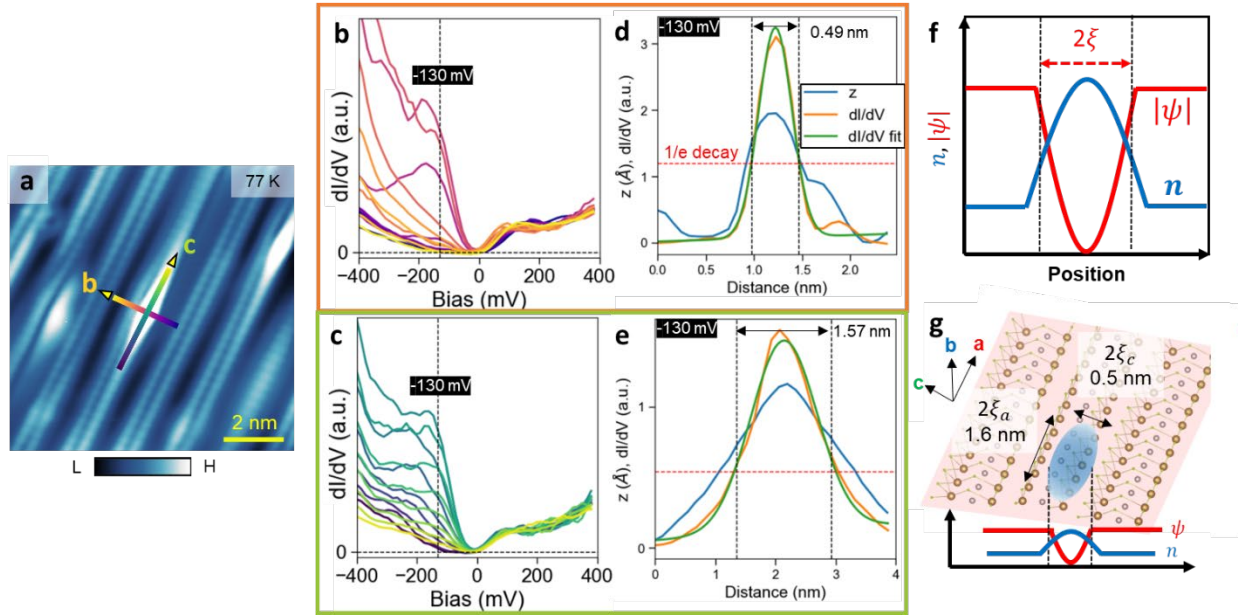 a
77 K
c
b
2 nm
L H
b
-130 mV
dI/dV (a.u.)
0
-400 -200 0 200 400
Bias (mV)
c
-130 mV
dI/dV (a.u.)
0
-400 -200 0 200 400
Bias (mV)
d
-130 mV
0.49 nm
z
dI/dV
dI/dV fit
1/e decay
z (Å), dI/dV (a.u.)
3
2
1
0
0.0 0.5 1.0 1.5 2.0
Distance (nm)
e
-130 mV
1.57 nm
z (Å), dI/dV (a.u.)
1
0
0 1 2 3 4
Distance (nm)
f
2ξ
|ψ|
n
n, |ψ|
Position
g
b
a
c
2ξc
0.5 nm
2ξa
1.6 nm
ψ
n